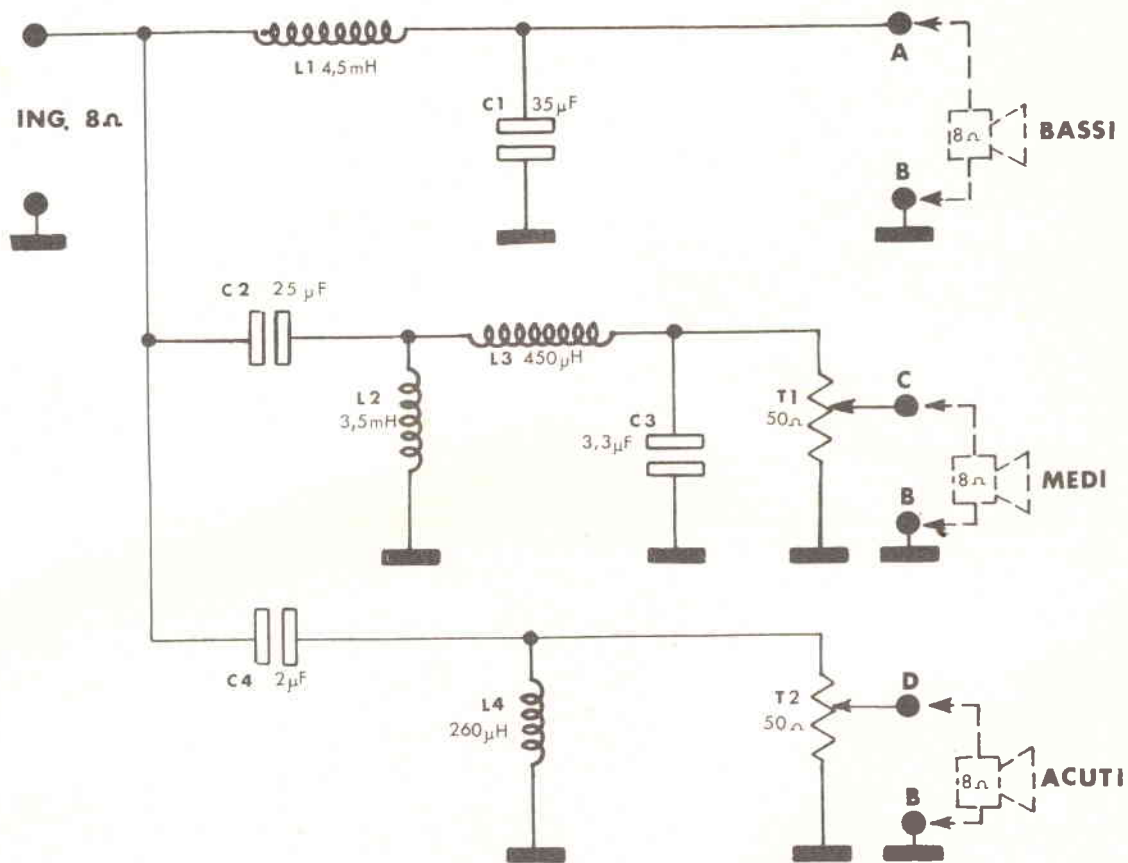 L1 4,5mH
A
C1 35µF
ING. 8Ω
8Ω
BASSI
B
C2 25µF
L3 450µH
L2
3,5mH
C3
3,3µF
T1
50Ω
C
8Ω
MEDI
B
C4 2µF
L4
260µH
T2
50Ω
D
8Ω
ACUTI
B